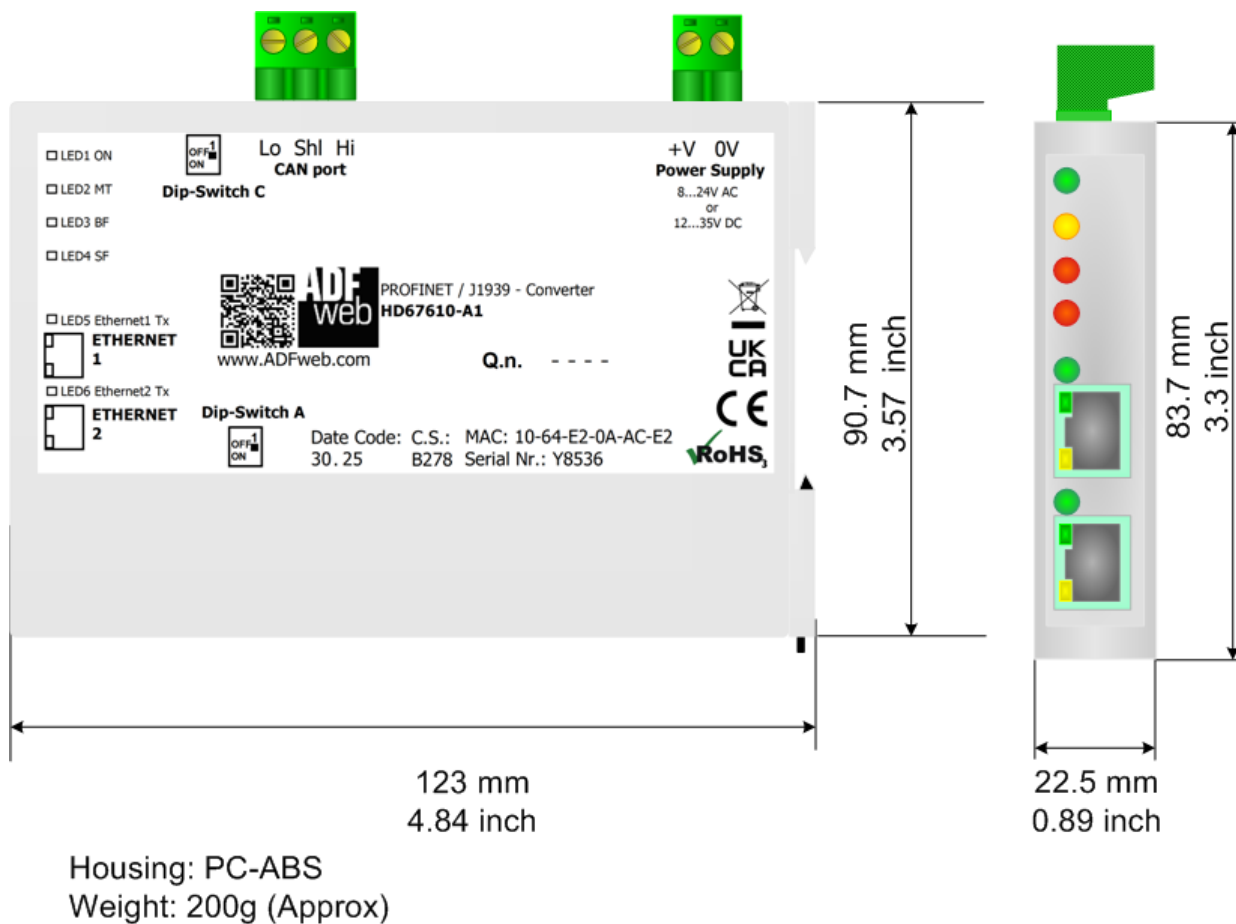 LED1 ON
LED2 MT
LED3 BF
LED4 SF
OFF 1
ON
Dip-Switch C
Lo Shl Hi
CAN port
+V 0V
Power Supply
8...24V AC
or
12...35V DC
ADF
web
www.ADFweb.com
PROFINET / J1939 - Converter
HD67610-A1
Q.n. - - - -
LED5 Ethernet1 Tx
ETHERNET
1
LED6 Ethernet2 Tx
ETHERNET
2
Dip-Switch A
OFF 1
ON
Date Code: C.S.: MAC: 10-64-E2-0A-AC-E2
30.25 B278 Serial Nr.: Y8536
UK
CA
CE
RoHS3
90.7 mm
3.57 inch
83.7 mm
3.3 inch
123 mm
4.84 inch
22.5 mm
0.89 inch
Housing: PC-ABS
Weight: 200g (Approx)